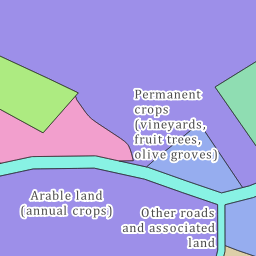 Permanent
crops
(vineyards,
fruit trees,
olive groves)
Arable land
(annual crops)
Other roads
and associated
land